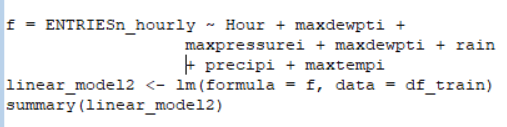 f = ENTRIESn_hourly ~ Hour + maxdewpti +
maxpressurei + maxdewpti + rain
+ precipi + maxtempi
linear_model2 <- lm(formula = f, data = df_train)
summary(linear_model2)